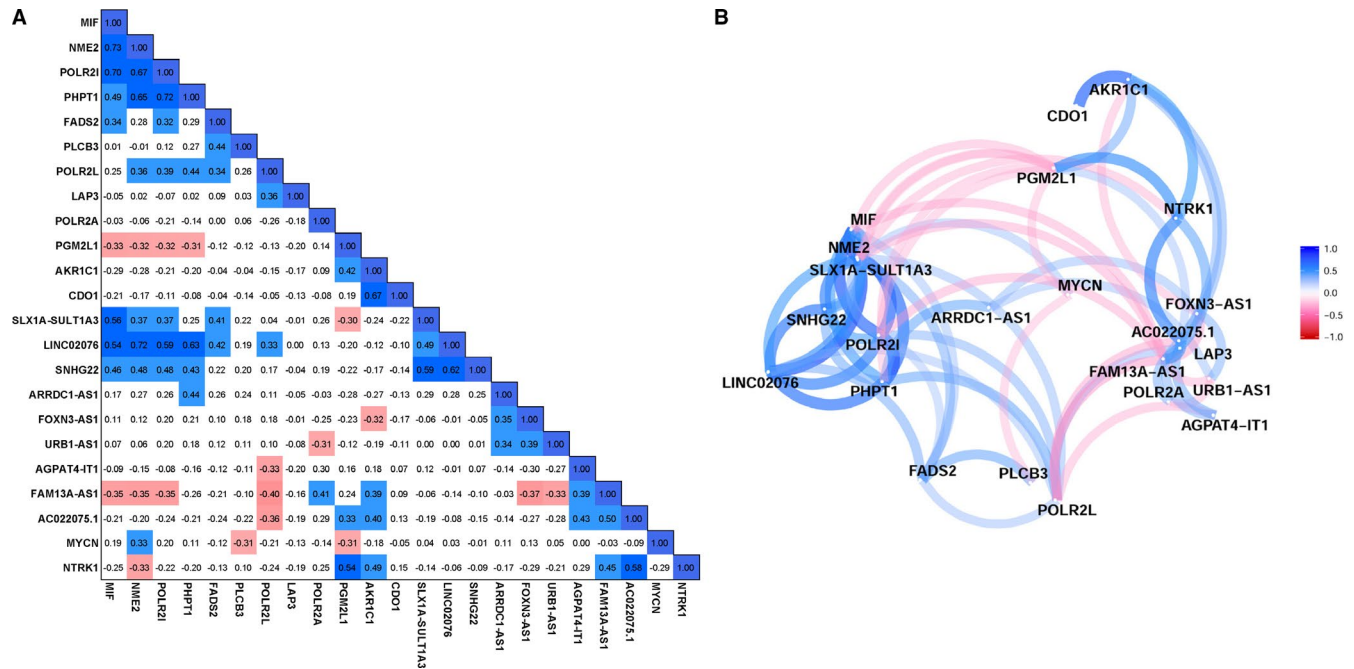 A
MIF 1.00
NME2 0.73 1.00
POLR2I 0.70 0.67 1.00
PHPT1 0.49 0.65 0.72 1.00
FADS2 0.34 0.28 0.32 0.29 1.00
PLCB3 0.01 -0.01 0.12 0.27 0.44 1.00
POLR2L 0.25 0.36 0.39 0.44 0.34 0.26 1.00
LAP3 -0.05 0.02 -0.07 0.02 0.09 0.03 0.36 1.00
POLR2A -0.03 -0.06 -0.21 -0.14 0.00 0.06 -0.26 -0.18 1.00
PGM2L1 -0.33 -0.32 -0.32 -0.31 -0.12 -0.12 -0.13 -0.20 0.14 1.00
AKR1C1 -0.29 -0.28 -0.21 -0.20 -0.04 -0.04 -0.15 -0.17 0.09 0.42 1.00
CDO1 -0.21 -0.17 -0.11 -0.08 -0.04 -0.14 -0.05 -0.13 -0.08 0.19 0.67 1.00
SLX1A-SULT1A3 0.56 0.37 0.37 0.25 0.41 0.22 0.04 -0.01 0.26 -0.30 -0.24 -0.22 1.00
LINC02076 0.54 0.72 0.59 0.63 0.42 0.19 0.33 0.00 0.13 -0.20 -0.12 -0.10 0.49 1.00
SNHG22 0.46 0.48 0.48 0.43 0.22 0.20 0.17 -0.04 0.19 -0.22 -0.17 -0.17 0.59 0.62 1.00
ARRDC1-AS1 0.17 0.27 0.26 0.44 0.26 0.24 0.11 -0.05 -0.03 -0.28 -0.27 -0.13 0.29 0.28 0.25 1.00
FOXN3-AS1 0.11 0.12 0.20 0.21 0.10 0.18 0.18 -0.01 -0.25 -0.23 -0.32 -0.17 -0.06 -0.01 -0.05 0.35 1.00
URB1-AS1 0.07 0.06 0.20 0.18 0.12 0.11 0.10 -0.08 -0.31 -0.12 -0.19 -0.11 0.00 0.00 0.01 0.34 0.39 1.00
AGPAT4-IT1 -0.09 -0.15 -0.08 -0.16 -0.12 -0.11 -0.33 -0.20 0.30 0.16 0.18 0.07 0.12 -0.01 0.07 -0.14 -0.30 -0.27 1.00
FAM13A-AS1 -0.35 -0.35 -0.35 -0.26 -0.21 -0.10 -0.40 -0.16 0.41 0.24 0.39 0.09 -0.06 -0.14 -0.10 -0.03 -0.37 -0.33 0.39 1.00
AC022075.1 -0.21 -0.20 -0.24 -0.21 -0.24 -0.22 -0.36 -0.19 0.29 0.33 0.40 0.13 -0.19 -0.08 -0.15 -0.14 -0.27 -0.28 0.43 0.50 1.00
MYCN 0.19 0.33 0.20 0.11 -0.12 -0.31 -0.21 -0.13 -0.14 -0.31 -0.18 -0.05 0.04 0.03 -0.01 0.11 0.13 0.05 0.00 -0.03 -0.09 1.00
NTRK1 -0.25 -0.33 -0.22 -0.20 -0.13 0.10 -0.24 -0.19 0.25 0.54 0.49 0.15 -0.14 -0.12 -0.09 -0.17 -0.29 -0.21 0.29 0.45 0.58 -0.29 1.00
MIF NME2 POLR2I PHPT1 FADS2 PLCB3 POLR2L LAP3 POLR2A PGM2L1 AKR1C1 CDO1 SLX1A-SULT1A3 LINC02076 SNHG22 ARRDC1-AS1 FOXN3-AS1 URB1-AS1 AGPAT4-IT1 FAM13A-AS1 AC022075.1 MYCN NTRK1
B
AKR1C1
CDO1
PGM2L1
NTRK1
MIF
NME2
SLX1A-SULT1A3
MYCN
FOXN3-AS1
SNHG22
ARRDC1-AS1
AC022075.1
POLR2I
LAP3
FAM13A-AS1
LINC02076
PHPT1
POLR2A
URB1-AS1
AGPAT4-IT1
FADS2
PLCB3
POLR2L
1.0
0.5
0.0
-0.5
-1.0